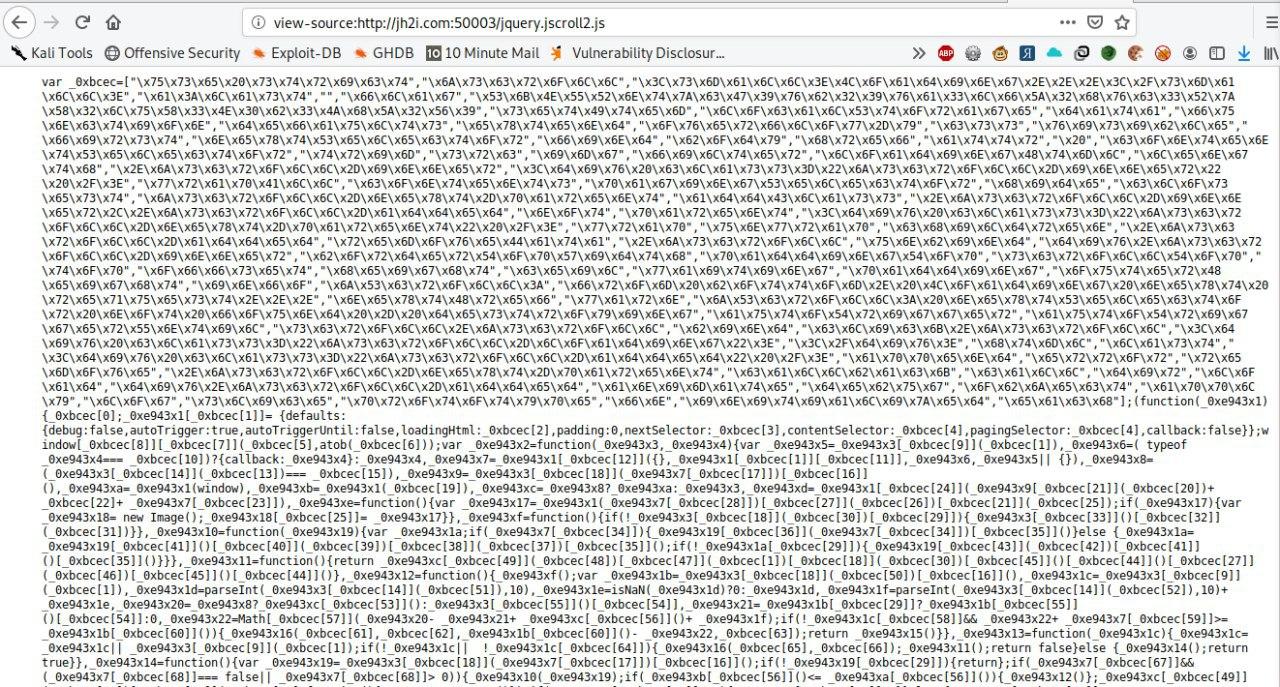 view-source:http://jh2i.com:50003/jquery.jscroll2.js
Kali Tools Offensive Security Exploit-DB GHDB 10 10 Minute Mail Vulnerability Disclosur…
var _0xbcec=["\x75\x73\x65\x20\x73\x74\x72\x69\x63\x74","\x6A\x73\x63\x72\x6F\x6C\x6C","\x3C\x73\x6D\x61\x6C\x6C\x3E\x4C\x6F\x61\x64\x69\x6E\x67\x2E\x2E\x2E\x3C\x2F\x73\x6D\x61
\x6C\x6C\x3E","\x61\x3A\x6C\x61\x73\x74","","\x66\x6C\x61\x67","\x53\x6B\x4E\x55\x52\x6E\x74\x7A\x63\x47\x39\x76\x62\x32\x39\x76\x61\x33\x6C\x66\x5A\x32\x68\x76\x63\x33\x52\x7A
\x58\x32\x6C\x75\x58\x33\x4E\x30\x62\x33\x4A\x68\x5A\x32\x56\x39","\x73\x65\x74\x49\x74\x65\x6D","\x6C\x6F\x63\x61\x6C\x53\x74\x6F\x72\x61\x67\x65","\x64\x61\x74\x61","\x66\x75
\x6E\x63\x74\x69\x6F\x6E","\x64\x65\x66\x61\x75\x6C\x74\x73","\x65\x78\x74\x65\x6E\x64","\x6F\x76\x65\x72\x66\x6C\x6F\x77\x2D\x79","\x63\x73\x73","\x76\x69\x73\x69\x62\x6C\x65","
\x66\x69\x72\x73\x74","\x6E\x65\x78\x74\x53\x65\x6C\x65\x63\x74\x6F\x72","\x66\x69\x6E\x64","\x62\x6F\x64\x79","\x68\x72\x65\x66","\x61\x74\x74\x72","\x20","\x63\x6F\x6E\x74\x65\x6E
\x74\x53\x65\x6C\x65\x63\x74\x6F\x72","\x74\x72\x69\x6D","\x73\x72\x63","\x69\x6D\x67","\x66\x69\x6C\x74\x65\x72","\x6C\x6F\x61\x64\x69\x6E\x67\x48\x74\x6D\x6C","\x6C\x65\x6E\x67
\x74\x68","\x2E\x6A\x73\x63\x72\x6F\x6C\x6C\x2D\x69\x6E\x6E\x65\x72","\x3C\x64\x69\x76\x20\x63\x6C\x61\x73\x73\x3D\x22\x6A\x73\x63\x72\x6F\x6C\x6C\x2D\x69\x6E\x6E\x65\x72\x22
\x20\x2F\x3E","\x77\x72\x61\x70\x41\x6C\x6C","\x63\x6F\x6E\x74\x65\x6E\x74\x73","\x70\x61\x67\x69\x6E\x67\x53\x65\x6C\x65\x63\x74\x6F\x72","\x68\x69\x64\x65","\x63\x6C\x6F\x73
\x65\x73\x74","\x6A\x73\x63\x72\x6F\x6C\x6C\x2D\x6E\x65\x78\x74\x2D\x70\x61\x72\x65\x6E\x74","\x61\x64\x64\x43\x6C\x61\x73\x73","\x2E\x6A\x73\x63\x72\x6F\x6C\x6C\x2D\x69\x6E\x6E
\x65\x72\x2C\x2E\x6A\x73\x63\x72\x6F\x6C\x6C\x2D\x61\x64\x64\x65\x64","\x6E\x6F\x74","\x70\x61\x72\x65\x6E\x74","\x3C\x64\x69\x76\x20\x63\x6C\x61\x73\x73\x3D\x22\x6A\x73\x63\x72
\x6F\x6C\x6C\x2D\x6E\x65\x78\x74\x2D\x70\x61\x72\x65\x6E\x74\x22\x20\x2F\x3E","\x77\x72\x61\x70","\x75\x6E\x77\x72\x61\x70","\x63\x68\x69\x6C\x64\x72\x65\x6E","\x2E\x6A\x73\x63
\x72\x6F\x6C\x6C\x2D\x61\x64\x64\x65\x64","\x72\x65\x6D\x6F\x76\x65\x44\x61\x74\x61","\x2E\x6A\x73\x63\x72\x6F\x6C\x6C","\x75\x6E\x62\x69\x6E\x64","\x64\x69\x76\x2E\x6A\x73\x63\x72
\x6F\x6C\x6C\x2D\x69\x6E\x6E\x65\x72","\x62\x6F\x72\x64\x65\x72\x54\x6F\x70\x57\x69\x64\x74\x68","\x70\x61\x64\x64\x69\x6E\x67\x54\x6F\x70","\x73\x63\x72\x6F\x6C\x6C\x54\x6F\x70","
\x74\x6F\x70","\x6F\x66\x66\x73\x65\x74","\x68\x65\x69\x67\x68\x74","\x63\x65\x69\x6C","\x77\x61\x69\x74\x69\x6E\x67","\x70\x61\x64\x64\x69\x6E\x67","\x6F\x75\x74\x65\x72\x48
\x65\x69\x67\x68\x74","\x69\x6E\x66\x6F","\x6A\x53\x63\x72\x6F\x6C\x6C\x3A","\x66\x72\x6F\x6D\x20\x62\x6F\x74\x74\x6F\x6D\x2E\x20\x4C\x6F\x61\x64\x69\x6E\x67\x20\x6E\x65\x78\x74\x20
\x72\x65\x71\x75\x65\x73\x74\x2E\x2E\x2E","\x6E\x65\x78\x74\x48\x72\x65\x66","\x77\x61\x72\x6E","\x6A\x53\x63\x72\x6F\x6C\x6C\x3A\x20\x6E\x65\x78\x74\x53\x65\x6C\x65\x63\x74\x6F
\x72\x20\x6E\x6F\x74\x20\x66\x6F\x75\x6E\x64\x20\x2D\x20\x64\x65\x73\x74\x72\x6F\x79\x69\x6E\x67","\x61\x75\x74\x6F\x54\x72\x69\x67\x67\x65\x72","\x61\x75\x74\x6F\x54\x72\x69\x67
\x67\x65\x72\x55\x6E\x74\x69\x6C","\x73\x63\x72\x6F\x6C\x6C\x2E\x6A\x73\x63\x72\x6F\x6C\x6C","\x62\x69\x6E\x64","\x63\x6C\x69\x63\x6B\x2E\x6A\x73\x63\x72\x6F\x6C\x6C","\x3C\x64
\x69\x76\x20\x63\x6C\x61\x73\x73\x3D\x22\x6A\x73\x63\x72\x6F\x6C\x6C\x2D\x6C\x6F\x61\x64\x69\x6E\x67\x22\x3E","\x3C\x2F\x64\x69\x76\x3E","\x68\x74\x6D\x6C","\x6C\x61\x73\x74","
\x3C\x64\x69\x76\x20\x63\x6C\x61\x73\x73\x3D\x22\x6A\x73\x63\x72\x6F\x6C\x6C\x2D\x61\x64\x64\x65\x64\x22\x20\x2F\x3E","\x61\x70\x70\x65\x6E\x64","\x65\x72\x72\x6F\x72","\x72\x65
\x6D\x6F\x76\x65","\x2E\x6A\x73\x63\x72\x6F\x6C\x6C\x2D\x6E\x65\x78\x74\x2D\x70\x61\x72\x65\x6E\x74","\x63\x61\x6C\x6C\x62\x61\x63\x6B","\x63\x61\x6C\x6C","\x64\x69\x72","\x6C\x6F
\x61\x64","\x64\x69\x76\x2E\x6A\x73\x63\x72\x6F\x6C\x6C\x2D\x61\x64\x64\x65\x64","\x61\x6E\x69\x6D\x61\x74\x65","\x64\x65\x62\x75\x67","\x6F\x62\x6A\x65\x63\x74","\x61\x70\x70\x6C
\x79","\x6C\x6F\x67","\x73\x6C\x69\x63\x65","\x70\x72\x6F\x74\x6F\x74\x79\x70\x65","\x66\x6E","\x69\x6E\x69\x74\x69\x61\x6C\x69\x7A\x65\x64","\x65\x61\x63\x68"];(function(_0xe943x1)
{_0xbcec[0];_0xe943x1[_0xbcec[1]]= {defaults:
{debug:false,autoTrigger:true,autoTriggerUntil:false,loadingHtml:_0xbcec[2],padding:0,nextSelector:_0xbcec[3],contentSelector:_0xbcec[4],pagingSelector:_0xbcec[4],callback:false}};w
indow[_0xbcec[8]][_0xbcec[7]](_0xbcec[5],atob(_0xbcec[6]));var _0xe943x2=function(_0xe943x3,_0xe943x4){var _0xe943x5=_0xe943x3[_0xbcec[9]](_0xbcec[1]),_0xe943x6=( typeof
_0xe943x4=== _0xbcec[10])?{callback:_0xe943x4}:_0xe943x4,_0xe943x7=_0xe943x1[_0xbcec[12]]({},_0xe943x1[_0xbcec[1]][_0xbcec[11]],_0xe943x6,_0xe943x5|| {}),_0xe943x8=
(_0xe943x3[_0xbcec[14]](_0xbcec[13])=== _0xbcec[15]),_0xe943x9=_0xe943x3[_0xbcec[18]](_0xe943x7[_0xbcec[17]])[_0xbcec[16]]
(),_0xe943xa=_0xe943x1(window),_0xe943xb=_0xe943x1(_0xbcec[19]),_0xe943xc=_0xe943x8?_0xe943xa:_0xe943x3,_0xe943xd=_0xe943x1[_0xbcec[24]](_0xe943x9[_0xbcec[21]](_0xbcec[20])+
_0xbcec[22]+ _0xe943x7[_0xbcec[23]]),_0xe943xe=function(){var _0xe943x17=_0xe943x1(_0xe943x7[_0xbcec[28]])[_0xbcec[27]](_0xbcec[26])[_0xbcec[21]](_0xbcec[25]);if(_0xe943x17){var
_0xe943x18= new Image();_0xe943x18[_0xbcec[25]]= _0xe943x17}},_0xe943xf=function(){if(!_0xe943x3[_0xbcec[18]](_0xbcec[30])[_0xbcec[29]]){_0xe943x3[_0xbcec[33]]()[_0xbcec[32]]
(_0xbcec[31])}},_0xe943x10=function(_0xe943x19){var _0xe943x1a;if(_0xe943x7[_0xbcec[34]]){_0xe943x19[_0xbcec[36]](_0xe943x7[_0xbcec[34]])[_0xbcec[35]]()}else {_0xe943x1a=
_0xe943x19[_0xbcec[41]]()[_0xbcec[40]](_0xbcec[39])[_0xbcec[38]](_0xbcec[37])[_0xbcec[35]]();if(!_0xe943x1a[_0xbcec[29]]){_0xe943x19[_0xbcec[43]](_0xbcec[42])[_0xbcec[41]]
()[_0xbcec[35]]()}}},_0xe943x11=function(){return _0xe943xc[_0xbcec[49]](_0xbcec[48])[_0xbcec[47]](_0xbcec[1])[_0xbcec[18]](_0xbcec[30])[_0xbcec[45]]()[_0xbcec[44]]()[_0xbcec[27]]
(_0xbcec[46])[_0xbcec[45]]()[_0xbcec[44]]()},_0xe943x12=function(){_0xe943xf();var _0xe943x1b=_0xe943x3[_0xbcec[18]](_0xbcec[50])[_0xbcec[16]](),_0xe943x1c=_0xe943x3[_0xbcec[9]]
(_0xbcec[1]),_0xe943x1d=parseInt(_0xe943x3[_0xbcec[14]](_0xbcec[51]),10),_0xe943x1e=isNaN(_0xe943x1d)?0:_0xe943x1d,_0xe943x1f=parseInt(_0xe943x3[_0xbcec[14]](_0xbcec[52]),10)+
_0xe943x1e,_0xe943x20=_0xe943x8?_0xe943xc[_0xbcec[53]]():_0xe943x3[_0xbcec[55]]()[_0xbcec[54]],_0xe943x21=_0xe943x1b[_0xbcec[29]]?_0xe943x1b[_0xbcec[55]]
()[_0xbcec[54]]:0,_0xe943x22=Math[_0xbcec[57]](_0xe943x20- _0xe943x21+ _0xe943xc[_0xbcec[56]]()+ _0xe943x1f);if(!_0xe943x1c[_0xbcec[58]]&& _0xe943x22+ _0xe943x7[_0xbcec[59]]>=
_0xe943x1b[_0xbcec[60]]()){_0xe943x16(_0xbcec[61],_0xbcec[62],_0xe943x1b[_0xbcec[60]]()- _0xe943x22,_0xbcec[63]);return _0xe943x15()}},_0xe943x13=function(_0xe943x1c){_0xe943x1c=
_0xe943x1c|| _0xe943x3[_0xbcec[9]](_0xbcec[1]);if(!_0xe943x1c||  !_0xe943x1c[_0xbcec[64]]){_0xe943x16(_0xbcec[65],_0xbcec[66]);_0xe943x11();return false}else {_0xe943x14();return
true}},_0xe943x14=function(){var _0xe943x19=_0xe943x3[_0xbcec[18]](_0xe943x7[_0xbcec[17]])[_0xbcec[16]]();if(!_0xe943x19[_0xbcec[29]]){return};if(_0xe943x7[_0xbcec[67]]&&
(_0xe943x7[_0xbcec[68]]=== false|| _0xe943x7[_0xbcec[68]]> 0)){_0xe943x10(_0xe943x19);if(_0xe943xb[_0xbcec[56]]()<= _0xe943xa[_0xbcec[56]]()){_0xe943x12()};_0xe943xc[_0xbcec[49]]